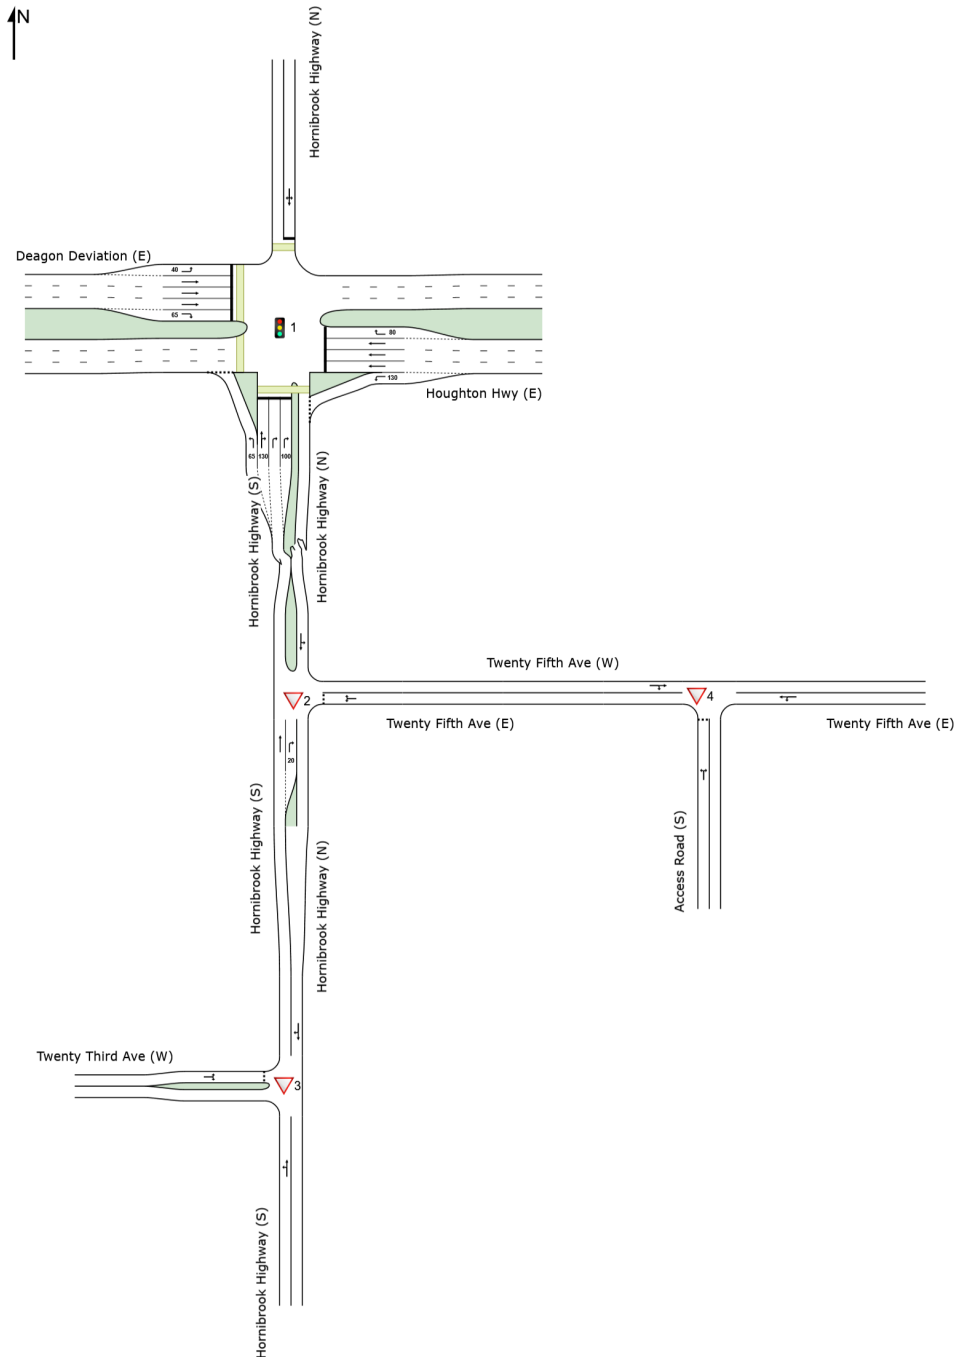 N
Hornibrook Highway (N)
Deagon Deviation (E)
40
65
1
80
130
Houghton Hwy (E)
65
130
100
Hornibrook Highway (S)
Hornibrook Highway (N)
Twenty Fifth Ave (W)
2
4
Twenty Fifth Ave (E)
Twenty Fifth Ave (E)
20
Hornibrook Highway (S)
Hornibrook Highway (N)
Access Road (S)
Twenty Third Ave (W)
3
Hornibrook Highway (S)